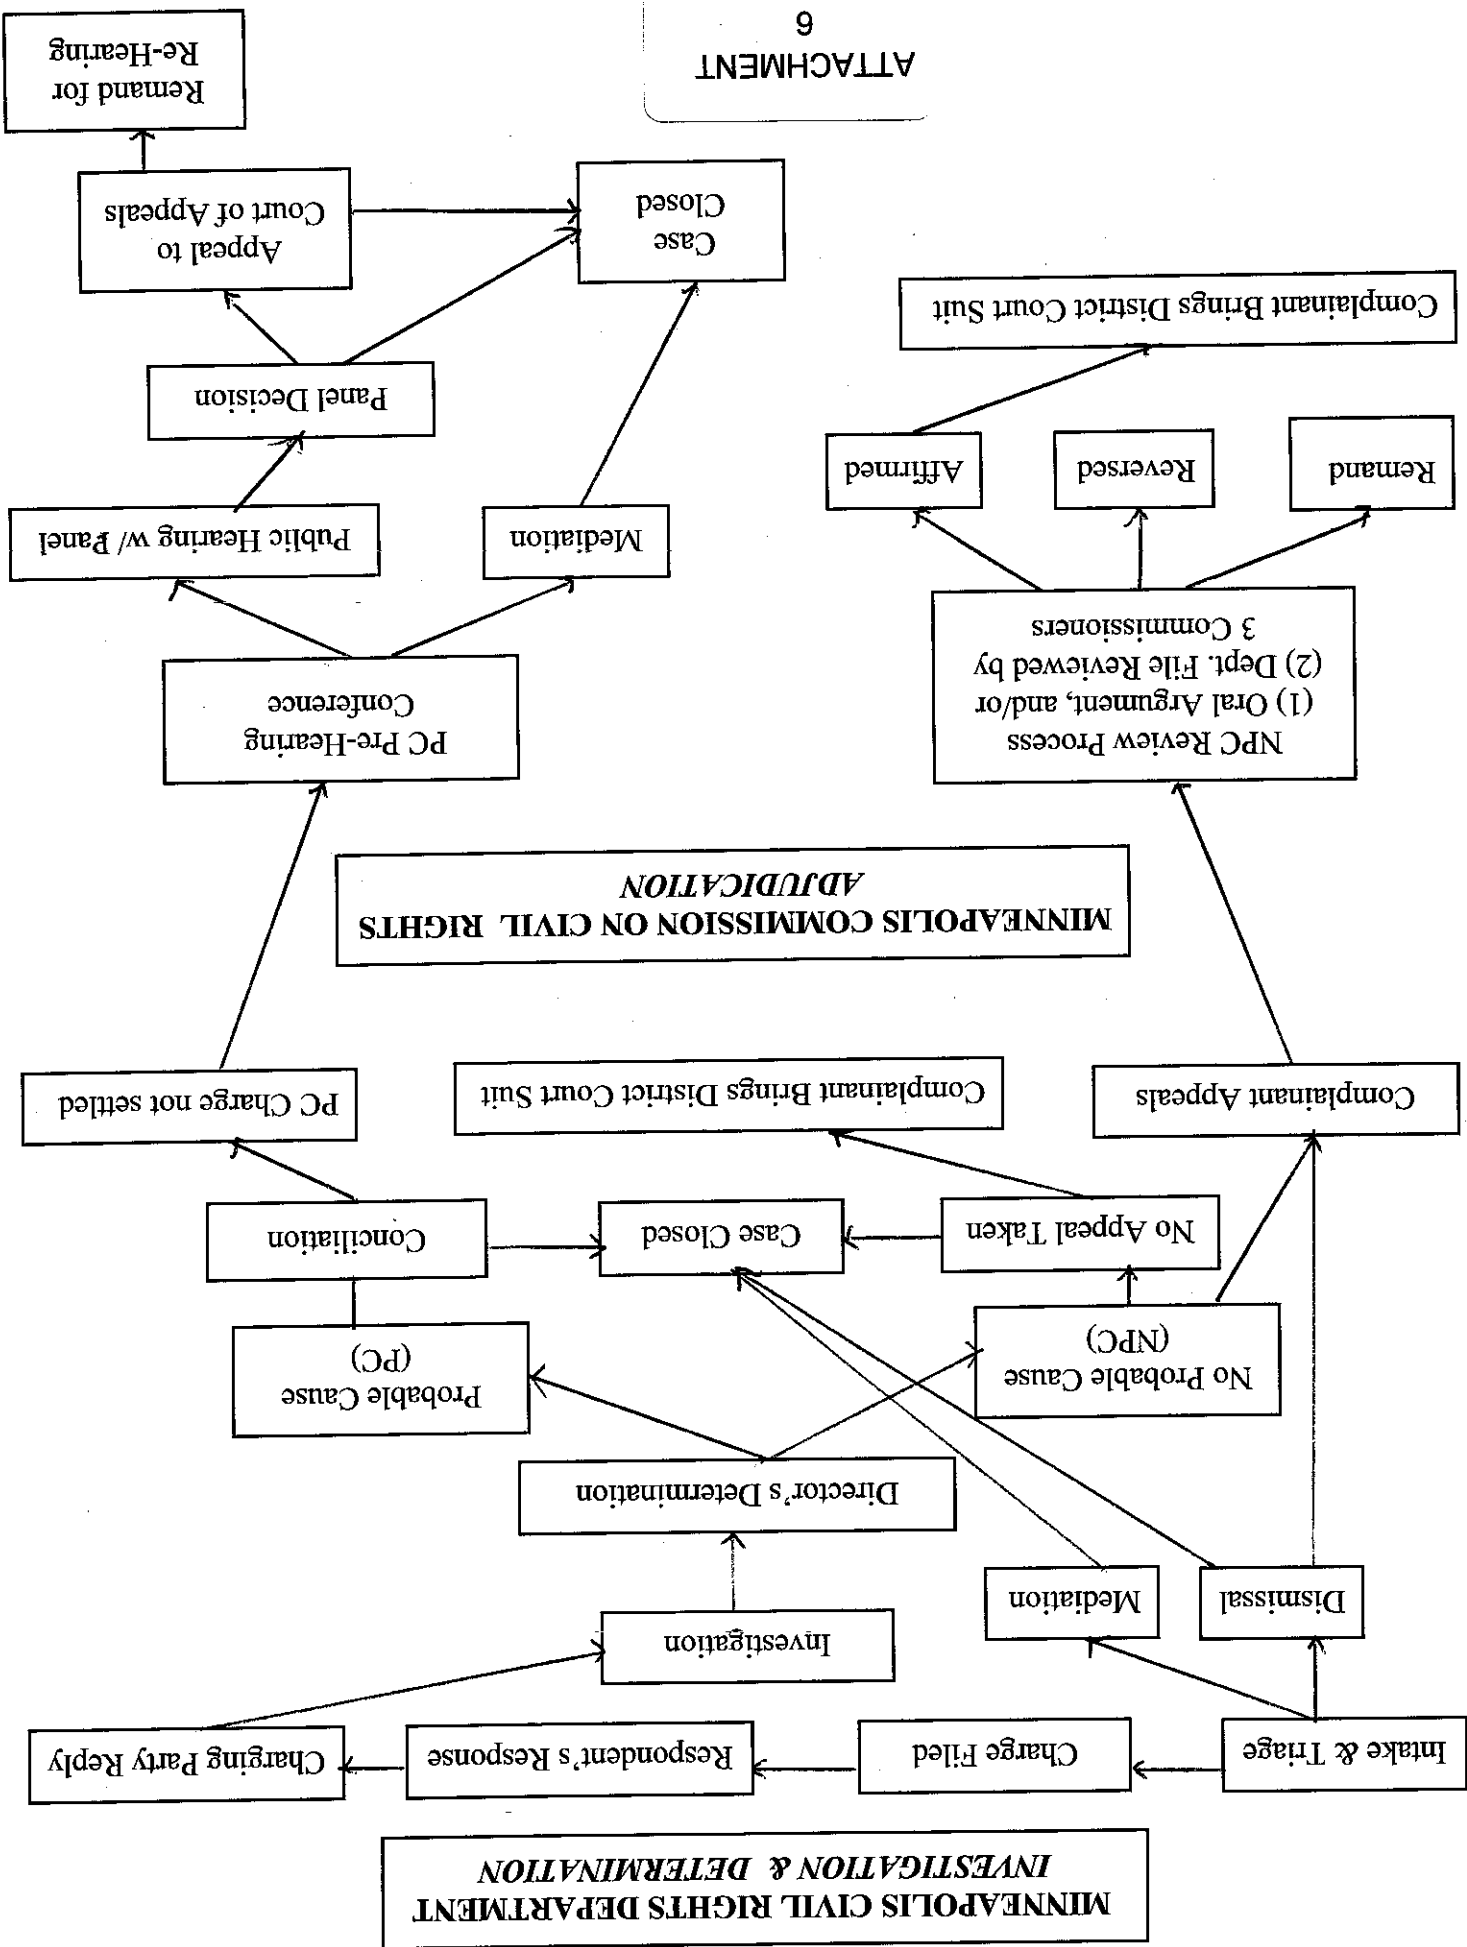 MINNEAPOLIS CIVIL RIGHTS DEPARTMENT
INVESTIGATION & DETERMINATION
Intake & Triage
Charge Filed
Respondent's Response
Charging Party Reply
Dismissal
Mediation
Investigation
Director's Determination
No Probable Cause
(NPC)
Probable Cause
(PC)
No Appeal Taken
Case Closed
Conciliation
Complainant Appeals
Complainant Brings District Court Suit
PC Charge not settled
MINNEAPOLIS COMMISSION ON CIVIL RIGHTS
ADJUDICATION
NPC Review Process
(1) Oral Argument, and/or
(2) Dept. File Reviewed by
3 Commissioners
PC Pre-Hearing
Conference
Remand
Reversed
Affirmed
Mediation
Public Hearing w/ Panel
Complainant Brings District Court Suit
Panel Decision
Case
Closed
Appeal to
Court of Appeals
Remand for
Re-Hearing
ATTACHMENT
6